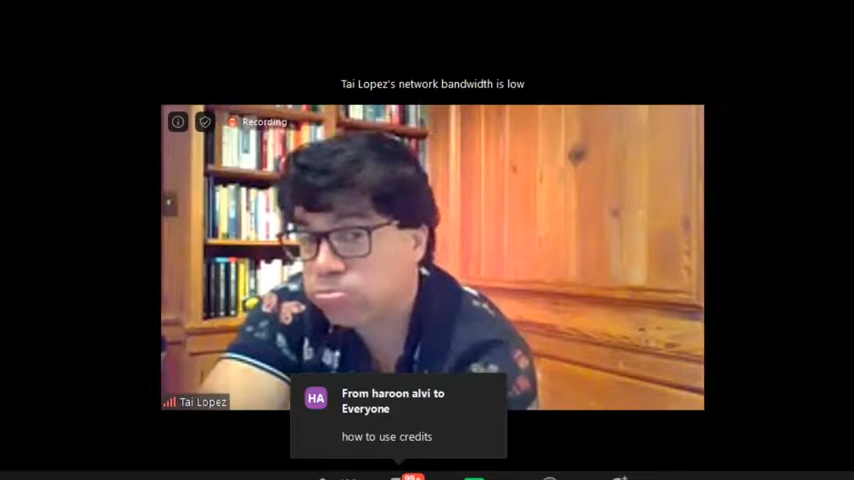 Tai Lopez's network bandwidth is low
Recording
Tai Lopez
HA
From haroon alvi to
Everyone
how to use credits
99+